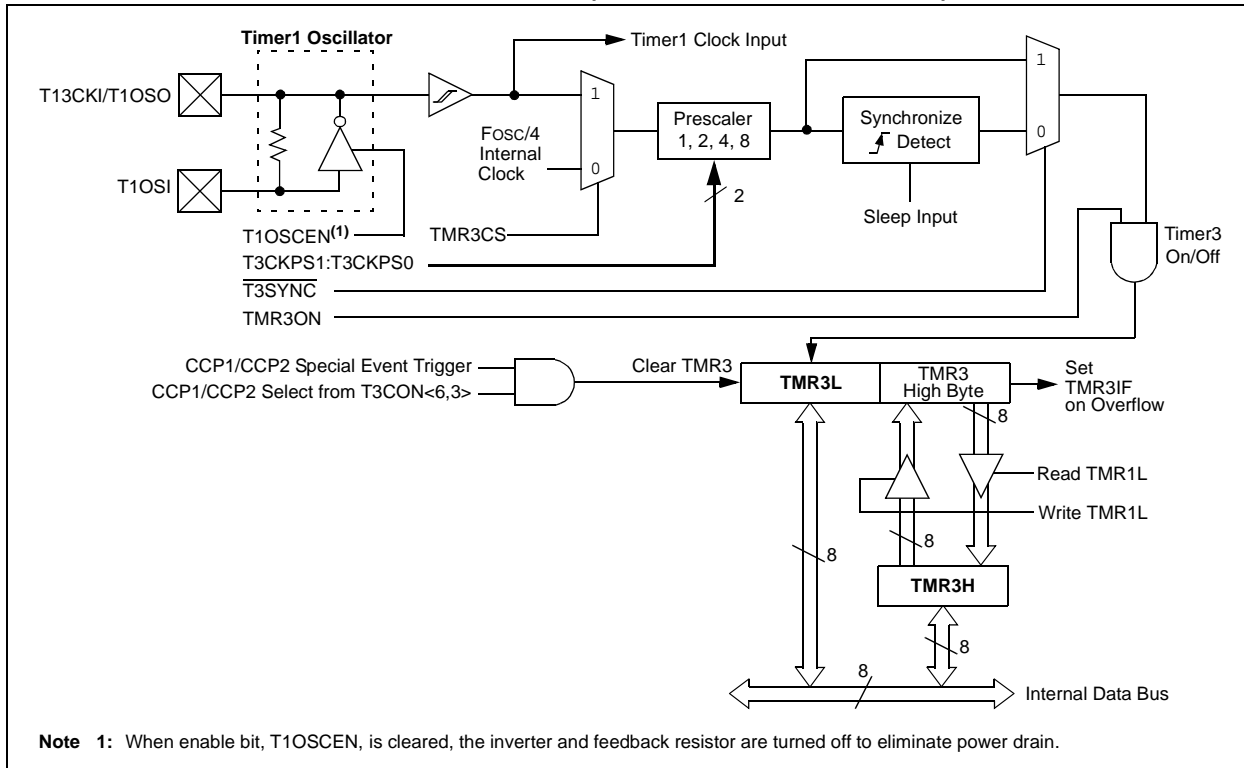 Timer1 Oscillator
Timer1 Clock Input
T13CKI/T1OSO
1
1
FOSC/4
Internal
Clock
0
Prescaler
1, 2, 4, 8
Synchronize
Detect
0
T1OSI
2
Sleep Input
T1OSCEN(1)
TMR3CS
T3CKPS1:T3CKPS0
T3SYNC
TMR3ON
Timer3
On/Off
CCP1/CCP2 Special Event Trigger
CCP1/CCP2 Select from T3CON<6,3>
Clear TMR3
TMR3L
TMR3
High Byte
Set
TMR3IF
on Overflow
8
Read TMR1L
Write TMR1L
8
8
TMR3H
8
8
Internal Data Bus
Note 1: When enable bit, T1OSCEN, is cleared, the inverter and feedback resistor are turned off to eliminate power drain.